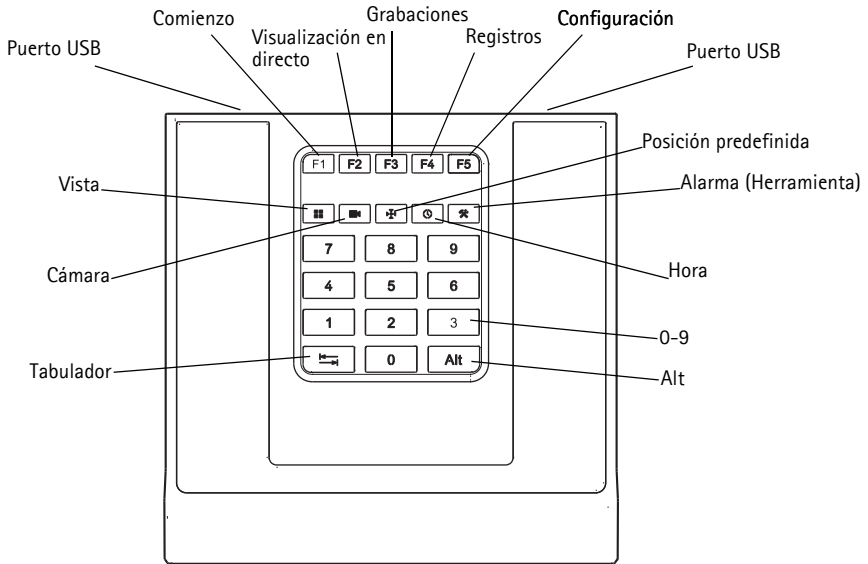 Comienzo
Grabaciones
Configuración
Puerto USB
Visualización en
directo
Registros
Puerto USB
F1 F2 F3 F4 F5
Posición predefinida
Vista
Alarma (Herramienta)
7 8 9
Cámara
Hora
4 5 6
1 2 3
0-9
Tabulador
0 Alt
Alt